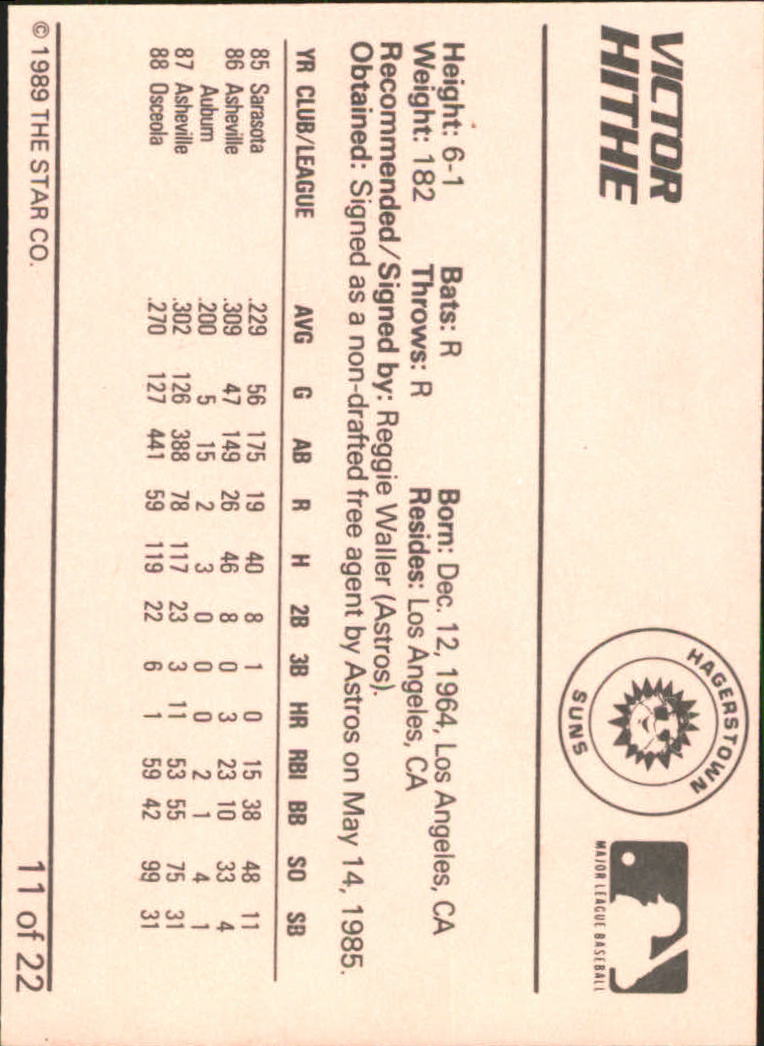 VICTOR
HITHE
HAGERSTOWN
SUNS
MAJOR LEAGUE BASEBALL
Height: 6-1 Bats: R Born: Dec. 12, 1964, Los Angeles, CA
Weight: 182 Throws: R Resides: Los Angeles, CA
Recommended/Signed by: Reggie Waller (Astros).
Obtained: Signed as a non-drafted free agent by Astros on May 14, 1985.
YR CLUB/LEAGUE AVG G AB R H 2B 3B HR RBI BB SO SB
85 Sarasota .229 56 175 19 40 8 1 0 15 38 48 11
86 Asheville .309 47 149 26 46 8 0 3 23 10 33 4
Auburn .200 5 15 2 3 0 0 0 2 1 4 1
87 Asheville .302 126 388 78 117 23 3 11 53 55 75 31
88 Osceola .270 127 441 59 119 22 6 1 59 42 99 31
© 1989 THE STAR CO. 11 of 22